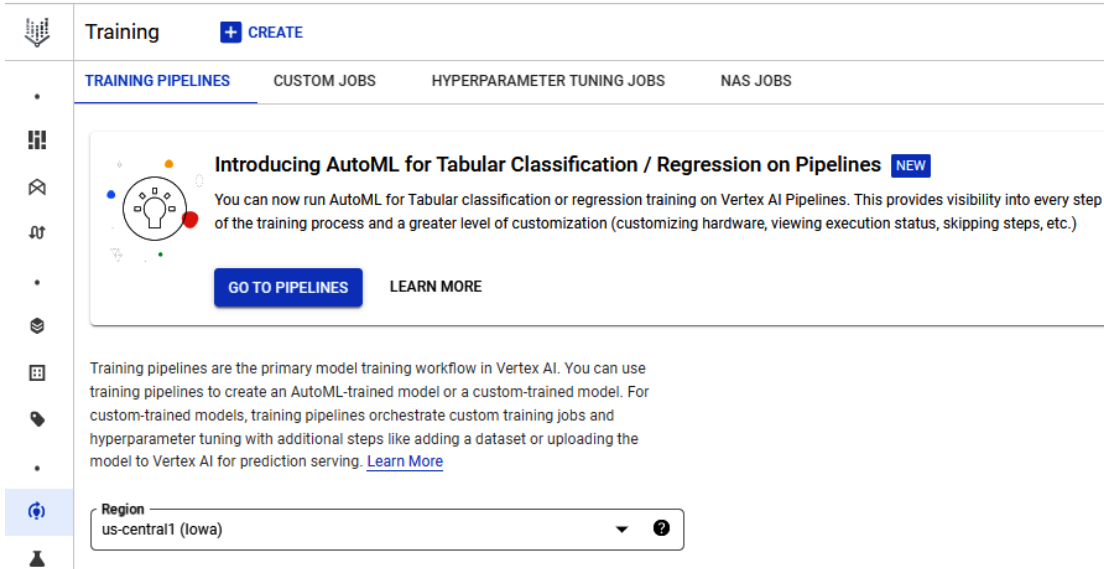 Training
CREATE
TRAINING PIPELINES
CUSTOM JOBS
HYPERPARAMETER TUNING JOBS
NAS JOBS
Introducing AutoML for Tabular Classification / Regression on Pipelines NEW
You can now run AutoML for Tabular classification or regression training on Vertex AI Pipelines. This provides visibility into every step
of the training process and a greater level of customization (customizing hardware, viewing execution status, skipping steps, etc.)
GO TO PIPELINES
LEARN MORE
Training pipelines are the primary model training workflow in Vertex AI. You can use
training pipelines to create an AutoML-trained model or a custom-trained model. For
custom-trained models, training pipelines orchestrate custom training jobs and
hyperparameter tuning with additional steps like adding a dataset or uploading the
model to Vertex AI for prediction serving. Learn More
Region
us-central1 (Iowa)